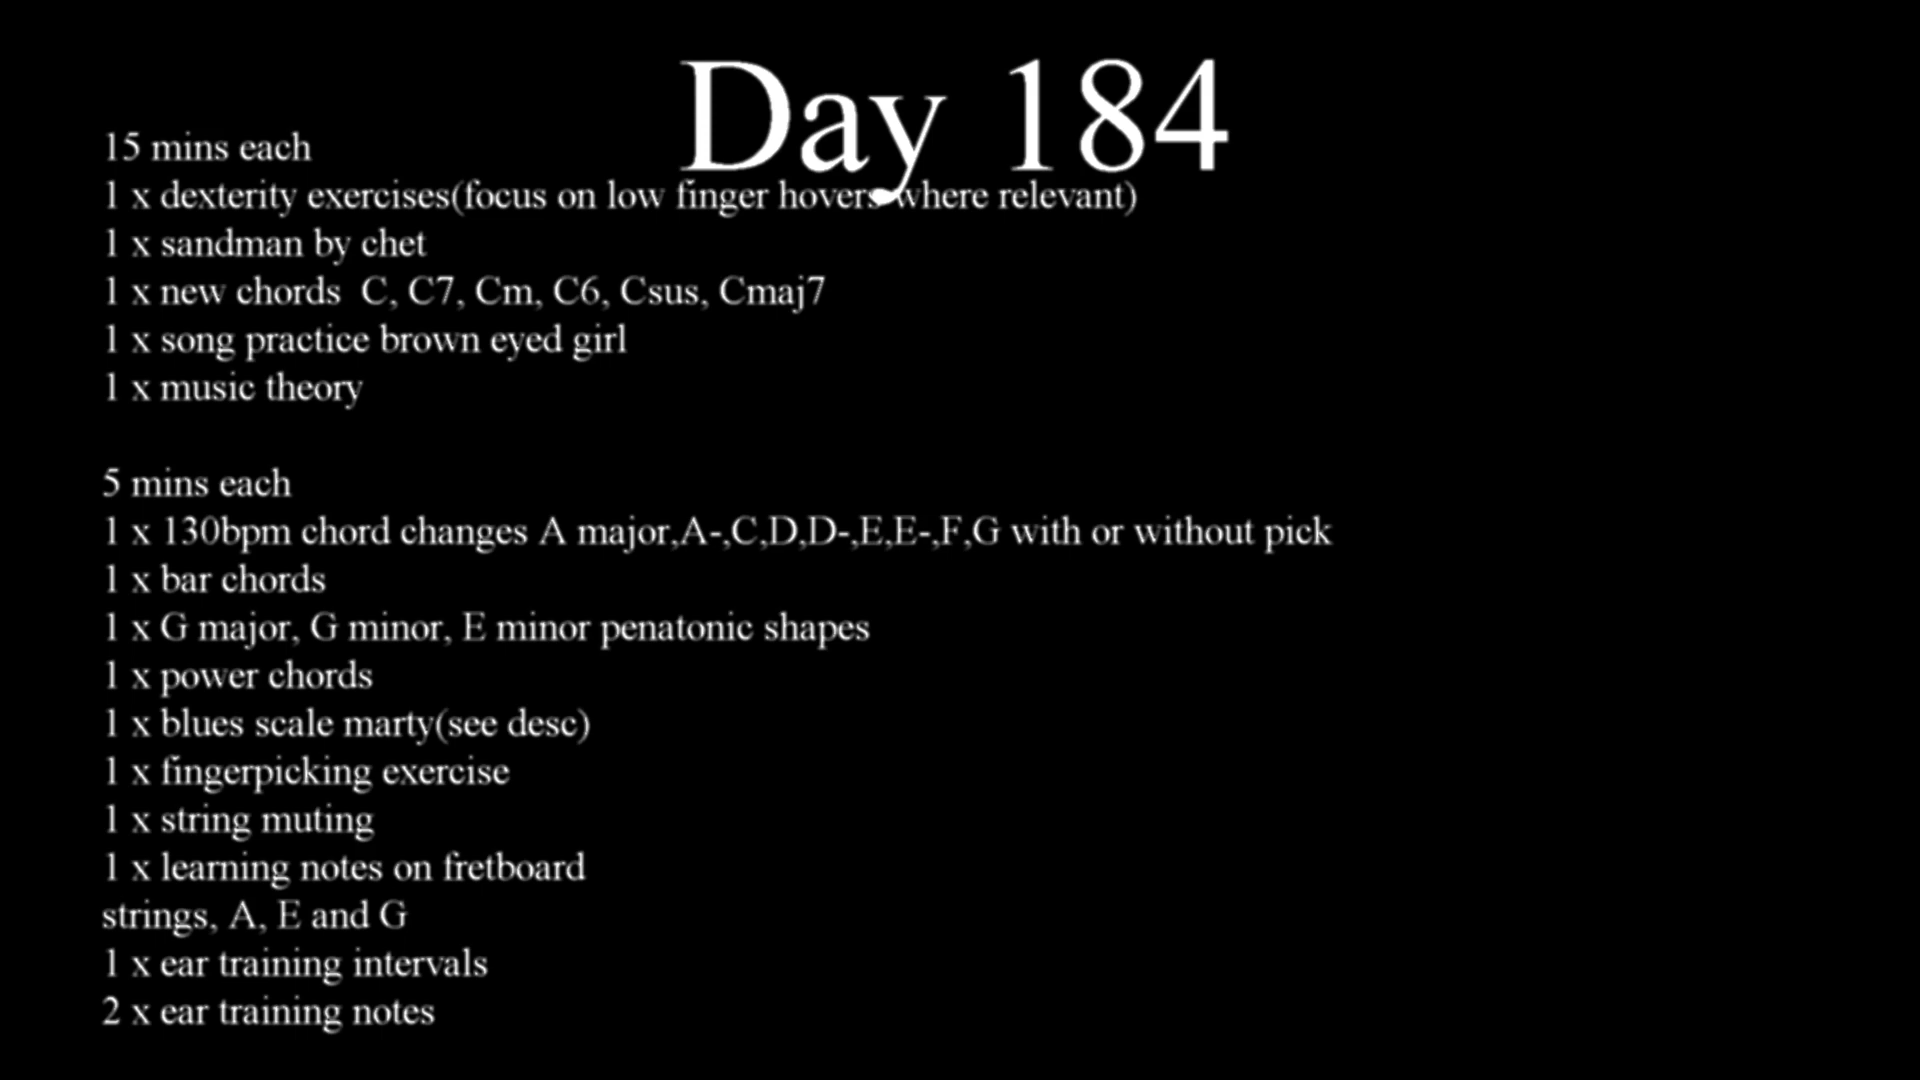 Day 184
15 mins each
1 x dexterity exercises(focus on low finger hovers where relevant)
1 x sandman by chet
1 x new chords  C, C7, Cm, C6, Csus, Cmaj7
1 x song practice brown eyed girl
1 x music theory

5 mins each
1 x 130bpm chord changes A major,A-,C,D,D-,E,E-,F,G with or without pick
1 x bar chords
1 x G major, G minor, E minor penatonic shapes
1 x power chords
1 x blues scale marty(see desc)
1 x fingerpicking exercise
1 x string muting
1 x learning notes on fretboard
strings, A, E and G
1 x ear training intervals
2 x ear training notes